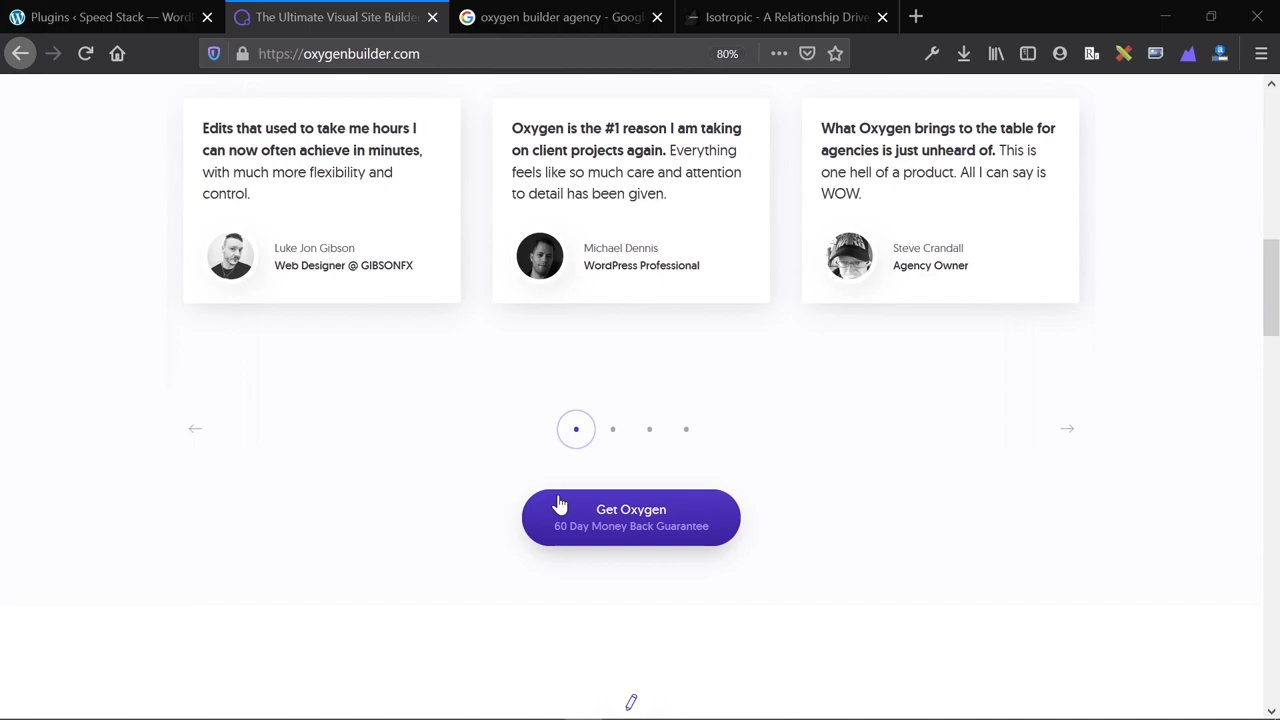 Plugins ‹ Speed Stack — Word
The Ultimate Visual Site Builde
oxygen builder agency - Goog
Isotropic - A Relationship Drive
https://oxygenbuilder.com
80%
Edits that used to take me hours I
can now often achieve in minutes,
with much more flexibility and
control.
Luke Jon Gibson
Web Designer @ GIBSONFX
Oxygen is the #1 reason I am taking
on client projects again. Everything
feels like so much care and attention
to detail has been given.
Michael Dennis
WordPress Professional
What Oxygen brings to the table for
agencies is just unheard of. This is
one hell of a product. All I can say is
WOW.
Steve Crandall
Agency Owner
Get Oxygen
60 Day Money Back Guarantee